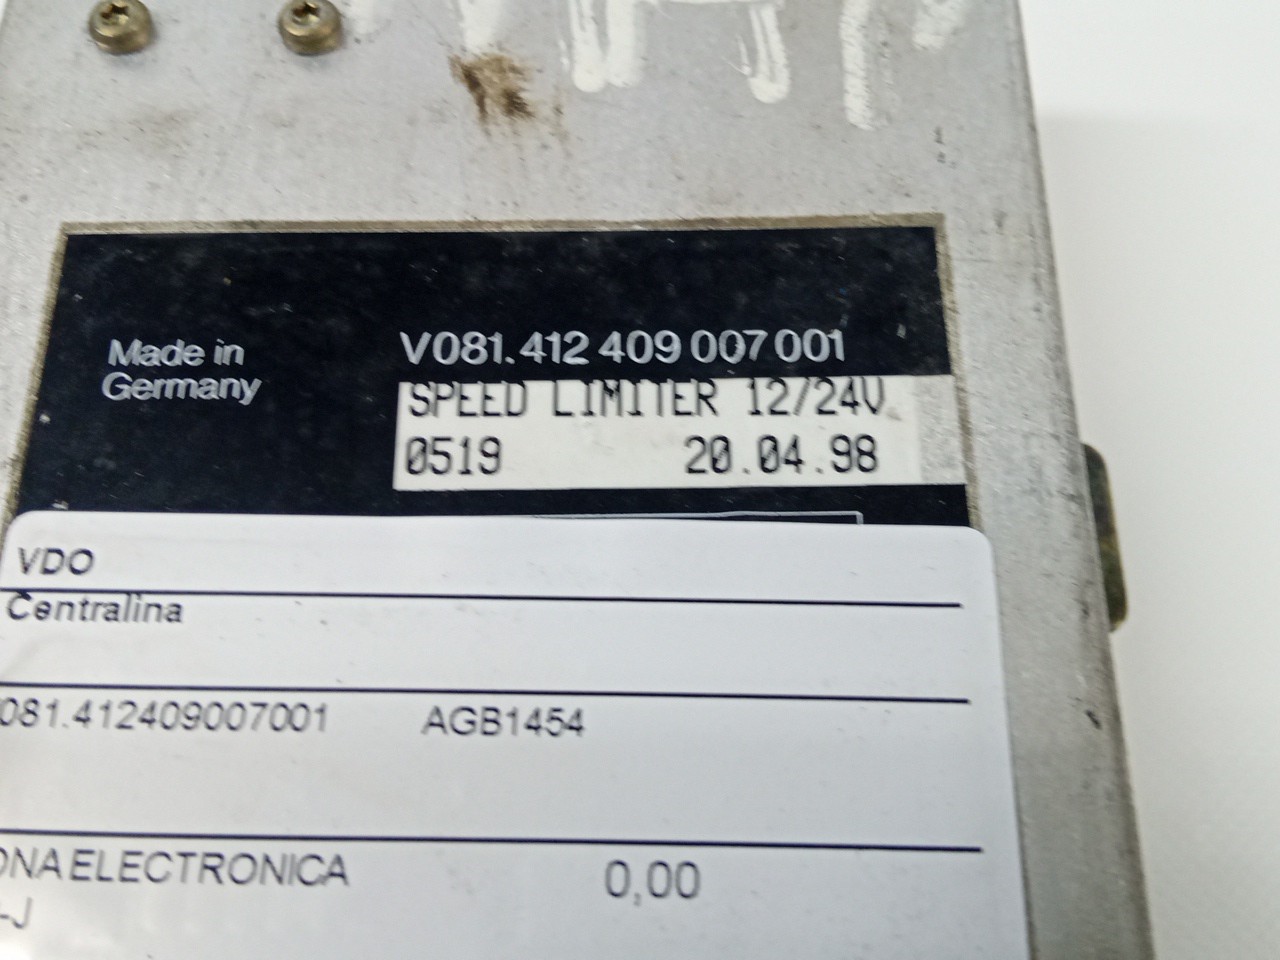 Made in
Germany
V081.412 409 007 001
SPEED LIMITER 12/24V
0519 20.04.98
VDO
Centralina
081.412409007001 AGB1454
ONA ELECTRONICA 0,00
-J